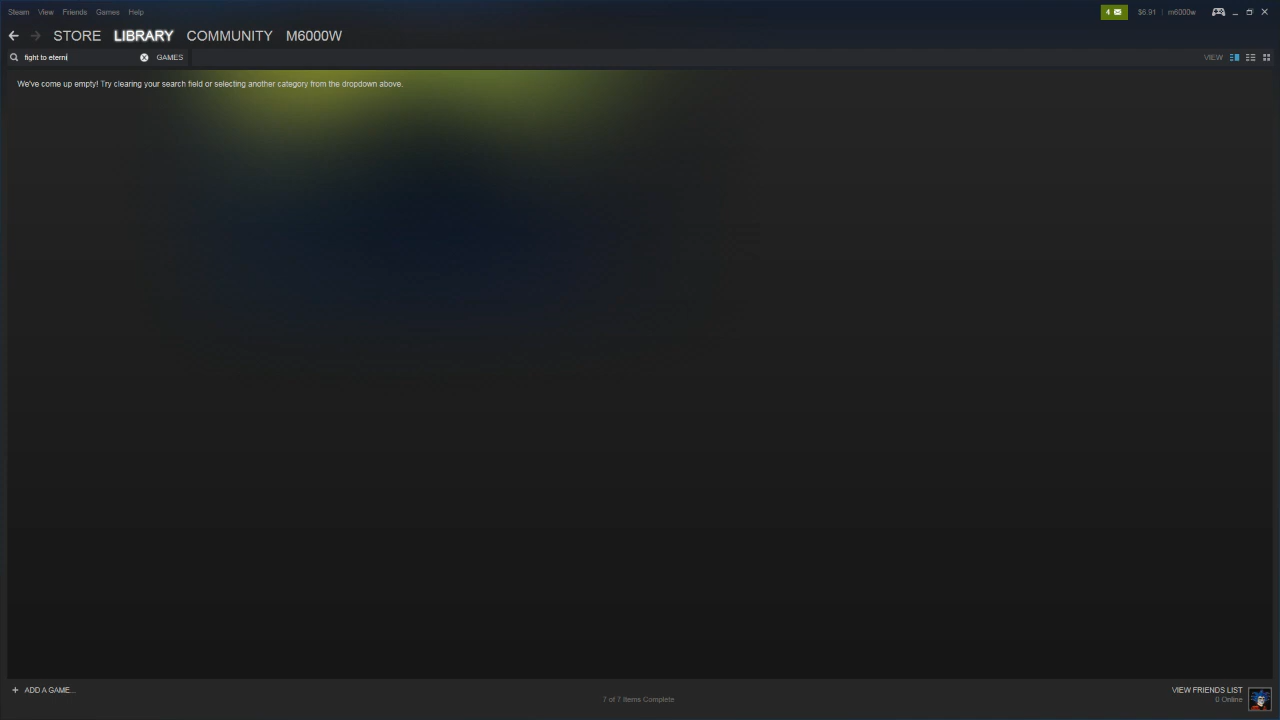 Steam View Friends Games Help 4 $6.91 m6000w
STORE LIBRARY COMMUNITY M6000W
fight to eterni GAMES VIEW
We've come up empty! Try clearing your search field or selecting another category from the dropdown above.
+ ADD A GAME... VIEW FRIENDS LIST
7 of 7 Items Complete 0 Online